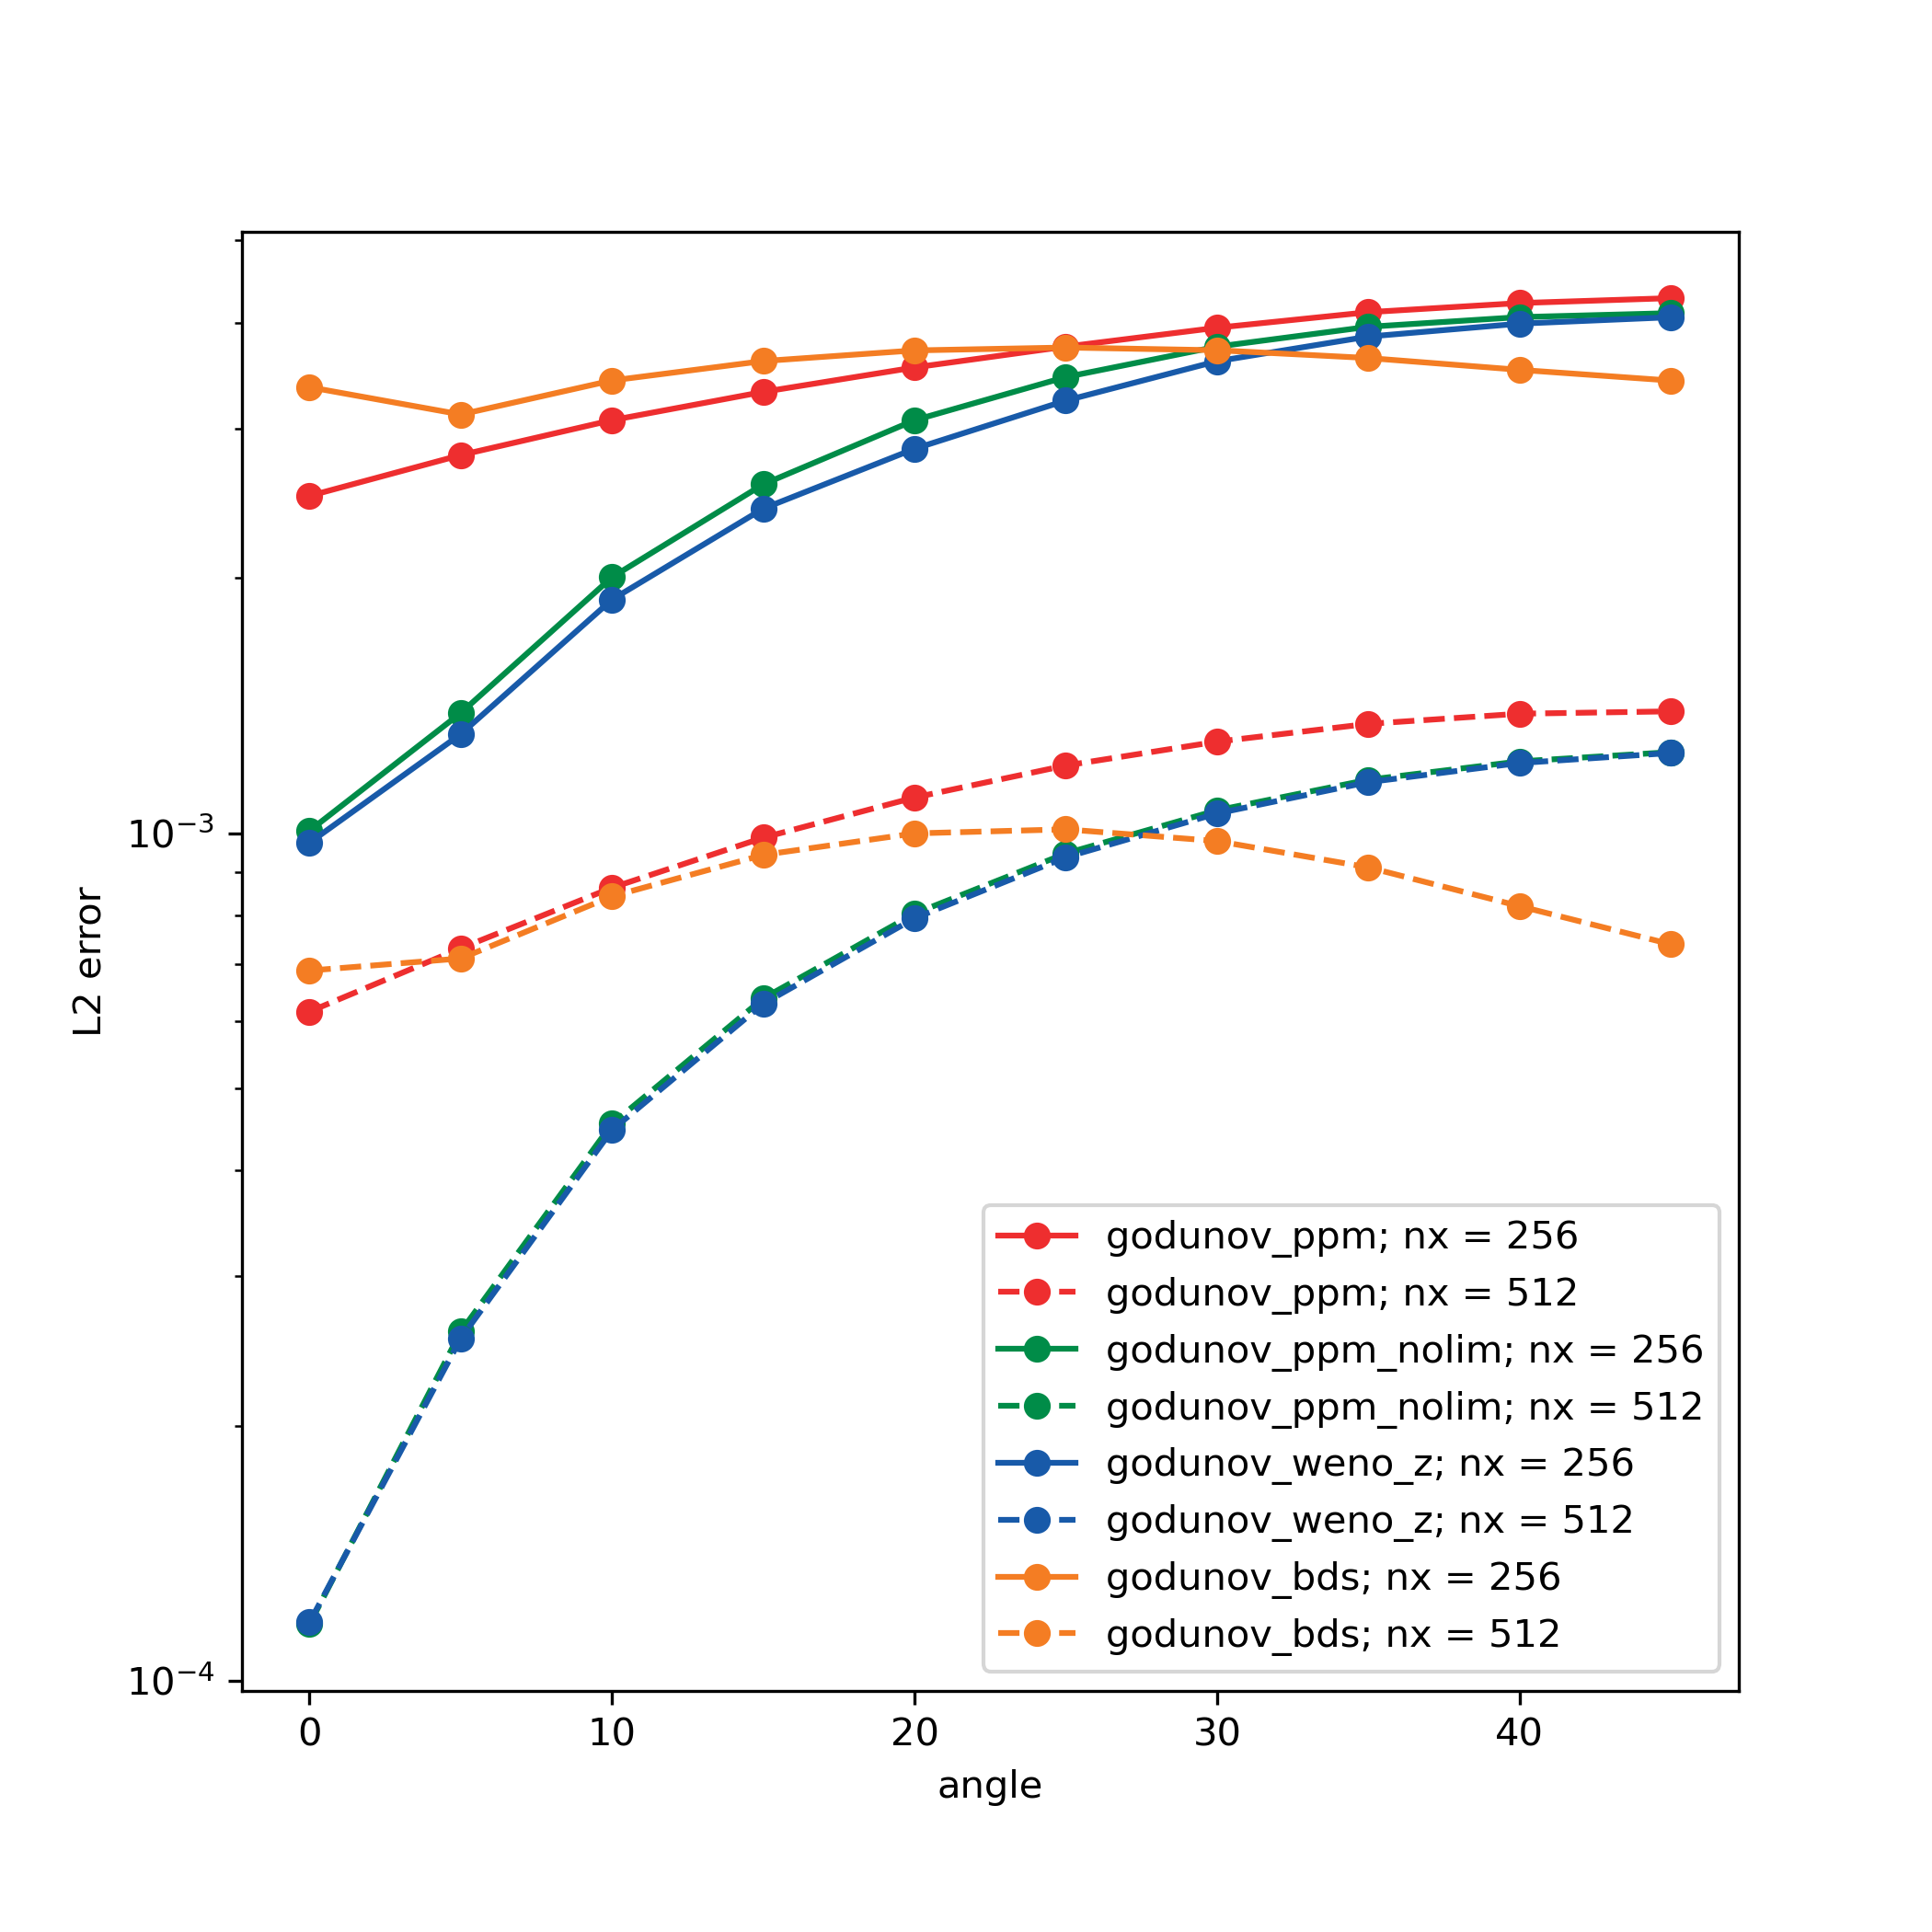 L2 error
10⁻³
10⁻⁴
godunov_ppm; nx = 256
godunov_ppm; nx = 512
godunov_ppm_nolim; nx = 256
godunov_ppm_nolim; nx = 512
godunov_weno_z; nx = 256
godunov_weno_z; nx = 512
godunov_bds; nx = 256
godunov_bds; nx = 512
0 10 20 30 40
angle